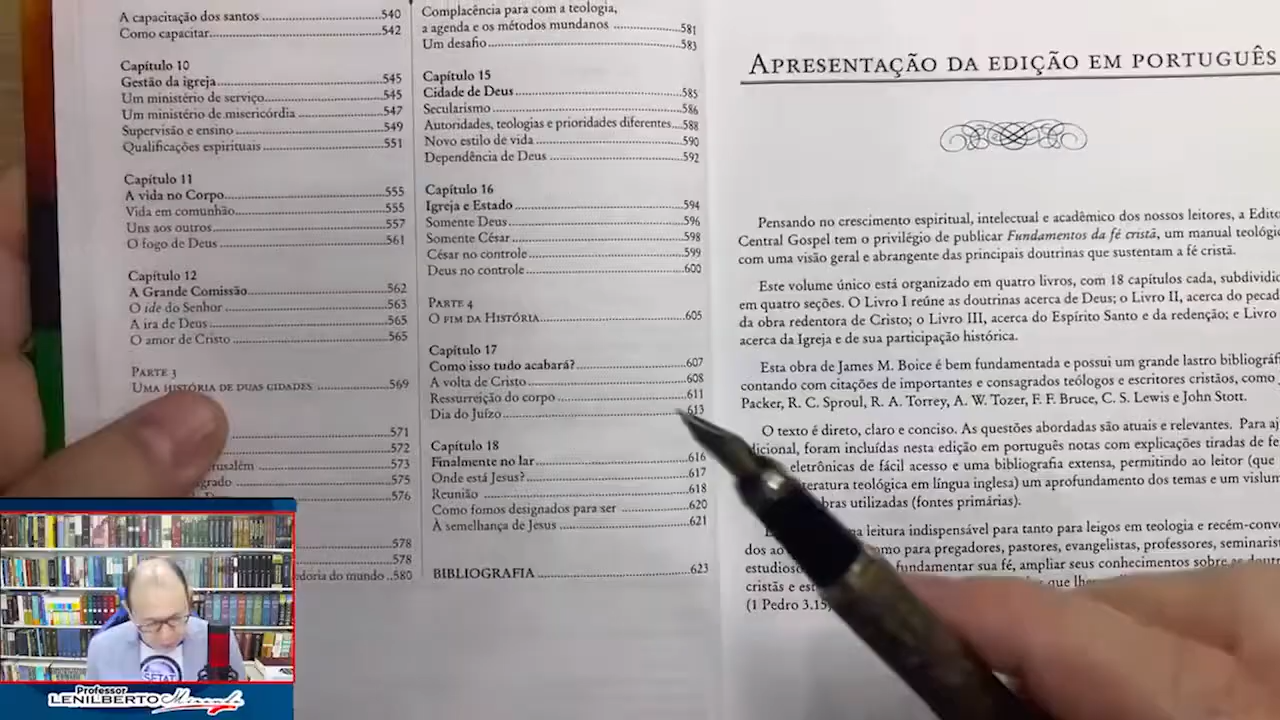 A capacitação dos santos ...540
Como capacitar...542
Capítulo 10
Gestão da igreja...545
Um ministério de serviço...545
Um ministério de misericórdia ...547
Supervisão e ensino ...549
Qualificações espirituais ...551
Capítulo 11
A vida no Corpo...555
Vida em comunhão...555
Uns aos outros...557
O fogo de Deus ...561
Capítulo 12
A Grande Comissão...562
O ide do Senhor ...563
A ira de Deus ...565
O amor de Cristo ...565
Parte 3
Uma história de duas cidades ...569
...571
...572
...573
...575
...576
...578
...578
do mundo ..580
Complacência para com a teologia,
a agenda e os métodos mundanos ...581
Um desafio...583
Capítulo 15
Cidade de Deus...585
Secularismo ...586
Autoridades, teologias e prioridades diferentes...588
Novo estilo de vida ...590
Dependência de Deus ...592
Capítulo 16
Igreja e Estado ...594
Somente Deus...596
Somente César...598
César no controle...599
Deus no controle ...600
Parte 4
O fim da História...605
Capítulo 17
Como isso tudo acabará? ...607
A volta de Cristo ...608
Ressurreição do corpo ...611
Dia do Juízo ...613
Capítulo 18
Finalmente no lar...616
Onde está Jesus?...617
Reunião ...618
Como fomos designados para ser ...620
À semelhança de Jesus ...621
BIBLIOGRAFIA ...623
Apresentação da edição em português
Pensando no crescimento espiritual, intelectual e acadêmico dos nossos leitores, a
Central Gospel tem o privilégio de publicar Fundamentos da fé cristã, um manual
com uma visão geral e abrangente das principais doutrinas que sustentam a fé cristã.
Este volume único está organizado em quatro livros, com 18 capítulos cada,
em quatro seções. O Livro I reúne as doutrinas acerca de Deus; o Livro II, acerca do
da obra redentora de Cristo; o Livro III, acerca do Espírito Santo e da redenção; e Livro
acerca da Igreja e de sua participação histórica.
Esta obra de James M. Boice é bem fundamentada e possui um grande lastro
contando com citações de importantes e consagrados teólogos e escritores cristãos, como
Packer, R. C. Sproul, R. A. Torrey, A. W. Tozer, F. F. Bruce, C. S. Lewis e John Stott.
O texto é direto, claro e conciso. As questões abordadas são atuais e relevantes. Para
foram incluídas nesta edição em português notas com explicações tiradas de
eletrônicas de fácil acesso e uma bibliografia extensa, permitindo ao leitor (que
teológica em língua inglesa) um aprofundamento dos temas e um
utilizadas (fontes primárias).
leitura indispensável para tanto para leigos em teologia e
dos ao como para pregadores, pastores, evangelistas, professores,
fundamentar sua fé, ampliar seus conhecimentos sobre as
cristãs e que
(1 Pedro 3.15
SETAT
Professor
LENILBERTO Miranda